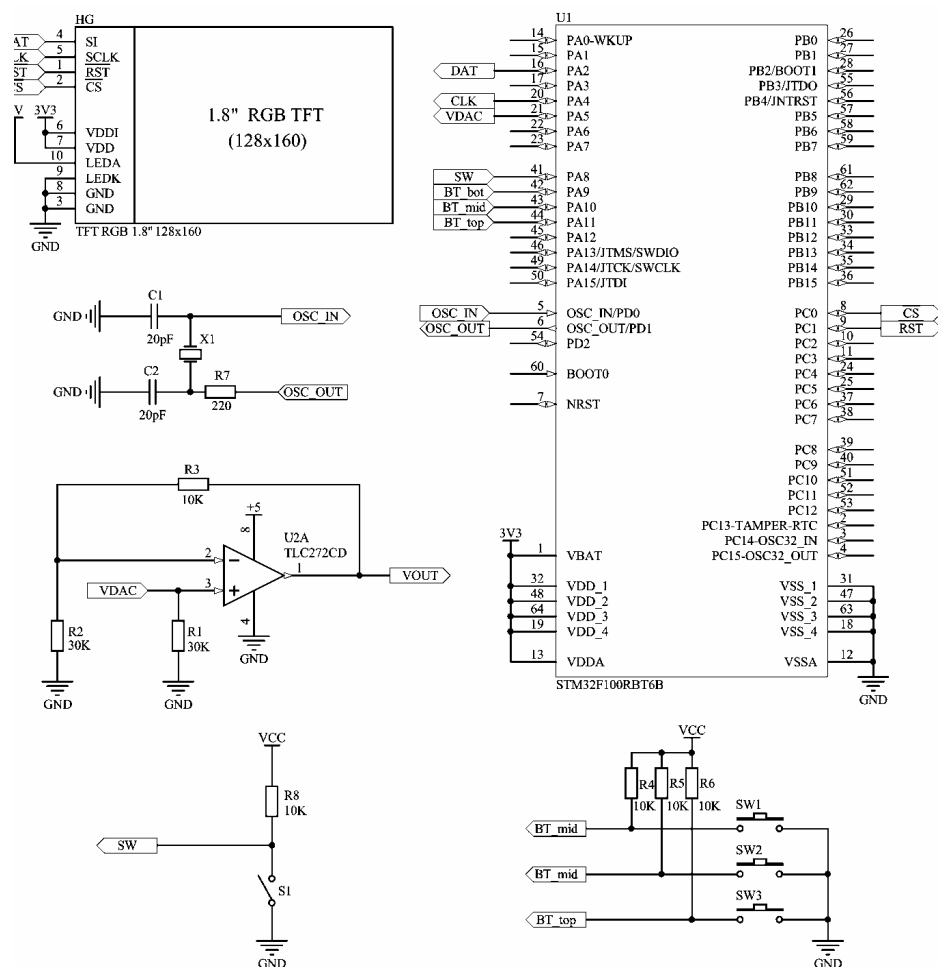 HG
AT 4 SI
LK 5 SCLK
ST 1 RST
CS 2 CS
V 3V3
6 VDDI
7 VDD
10 LEDA
9 LEDK
8 GND
3 GND
GND
1.8" RGB TFT
(128x160)
TFT RGB 1.8" 128x160
C1
GND
20pF
OSC_IN
X1
C2
R7
GND
20pF
220
OSC_OUT
R3
10K
+5
8
U2A
TLC272CD
2
1
VOUT
VDAC
3
4
GND
R2
30K
R1
30K
GND
GND
VCC
R8
10K
SW
S1
GND
U1
14 PA0-WKUP
15 PA1
DAT 16 PA2
17 PA3
CLK 20 PA4
VDAC 21 PA5
22 PA6
23 PA7
SW 41 PA8
BT_bot 42 PA9
BT_mid 43 PA10
BT_top 44 PA11
45 PA12
46 PA13/JTMS/SWDIO
49 PA14/JTCK/SWCLK
50 PA15/JTDI
OSC_IN 5 OSC_IN/PD0
OSC_OUT 6 OSC_OUT/PD1
54 PD2
60 BOOT0
7 NRST
3V3
1 VBAT
32 VDD_1
48 VDD_2
64 VDD_3
19 VDD_4
13 VDDA
PB0 26
PB1 27
PB2/BOOT1 28
PB3/JTDO 55
PB4/JNTRST 56
PB5 57
PB6 58
PB7 59
PB8 61
PB9 62
PB10 29
PB11 30
PB12 33
PB13 34
PB14 35
PB15 36
PC0 8 CS
PC1 9 RST
PC2 10
PC3 11
PC4 24
PC5 25
PC6 37
PC7 38
PC8 39
PC9 40
PC10 51
PC11 52
PC12 53
PC13-TAMPER-RTC 2
PC14-OSC32_IN 3
PC15-OSC32_OUT 4
VSS_1 31
VSS_2 47
VSS_3 63
VSS_4 18
VSSA 12
GND
STM32F100RBT6B
VCC
R4
10K
R5
10K
R6
10K
SW1
BT_mid
SW2
BT_mid
SW3
BT_top
GND